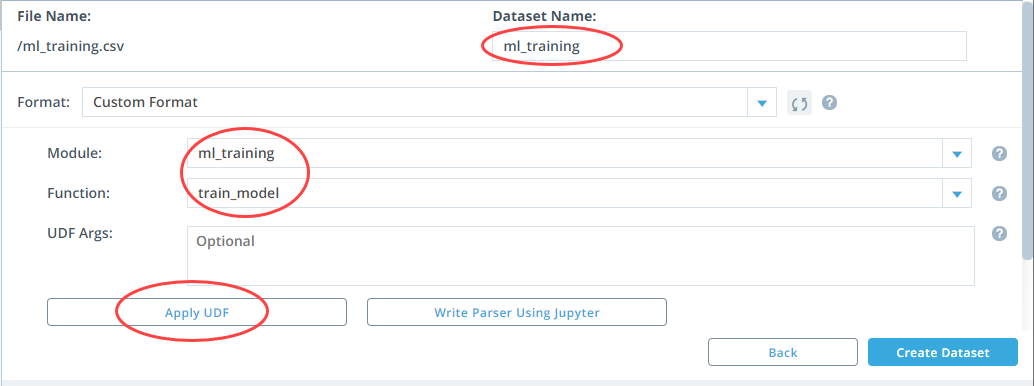 File Name: Dataset Name:
/ml_training.csv ml_training
Format: Custom Format ?
Module: ml_training ?
Function: train_model ?
UDF Args: Optional ?
Apply UDF Write Parser Using Jupyter
Back Create Dataset